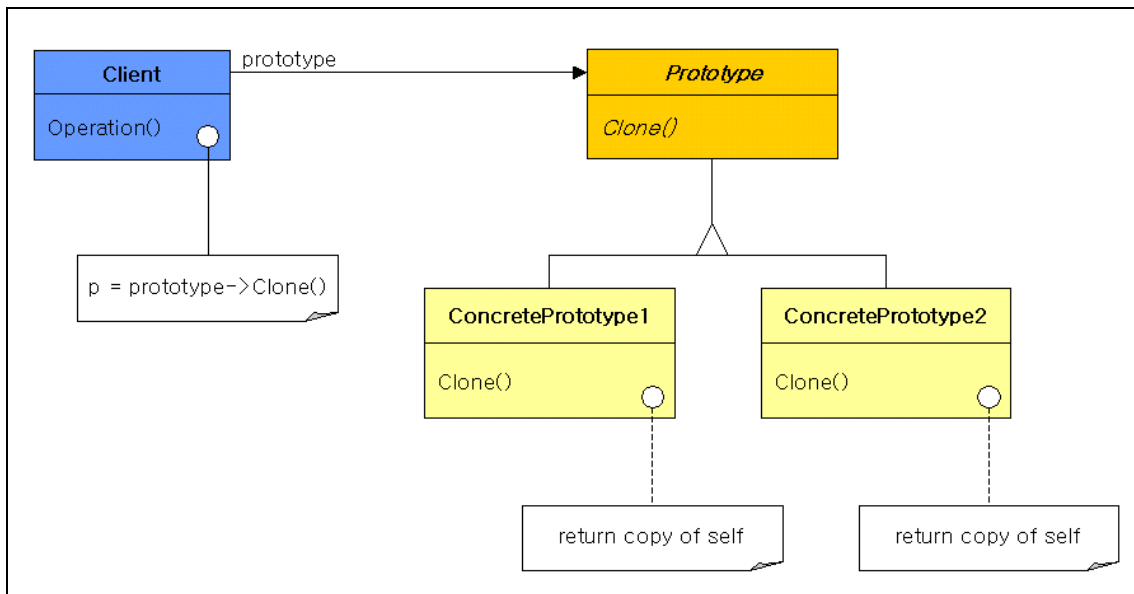 Client
Operation()
prototype
Prototype
Clone()
p = prototype->Clone()
ConcretePrototype1
Clone()
ConcretePrototype2
Clone()
return copy of self
return copy of self